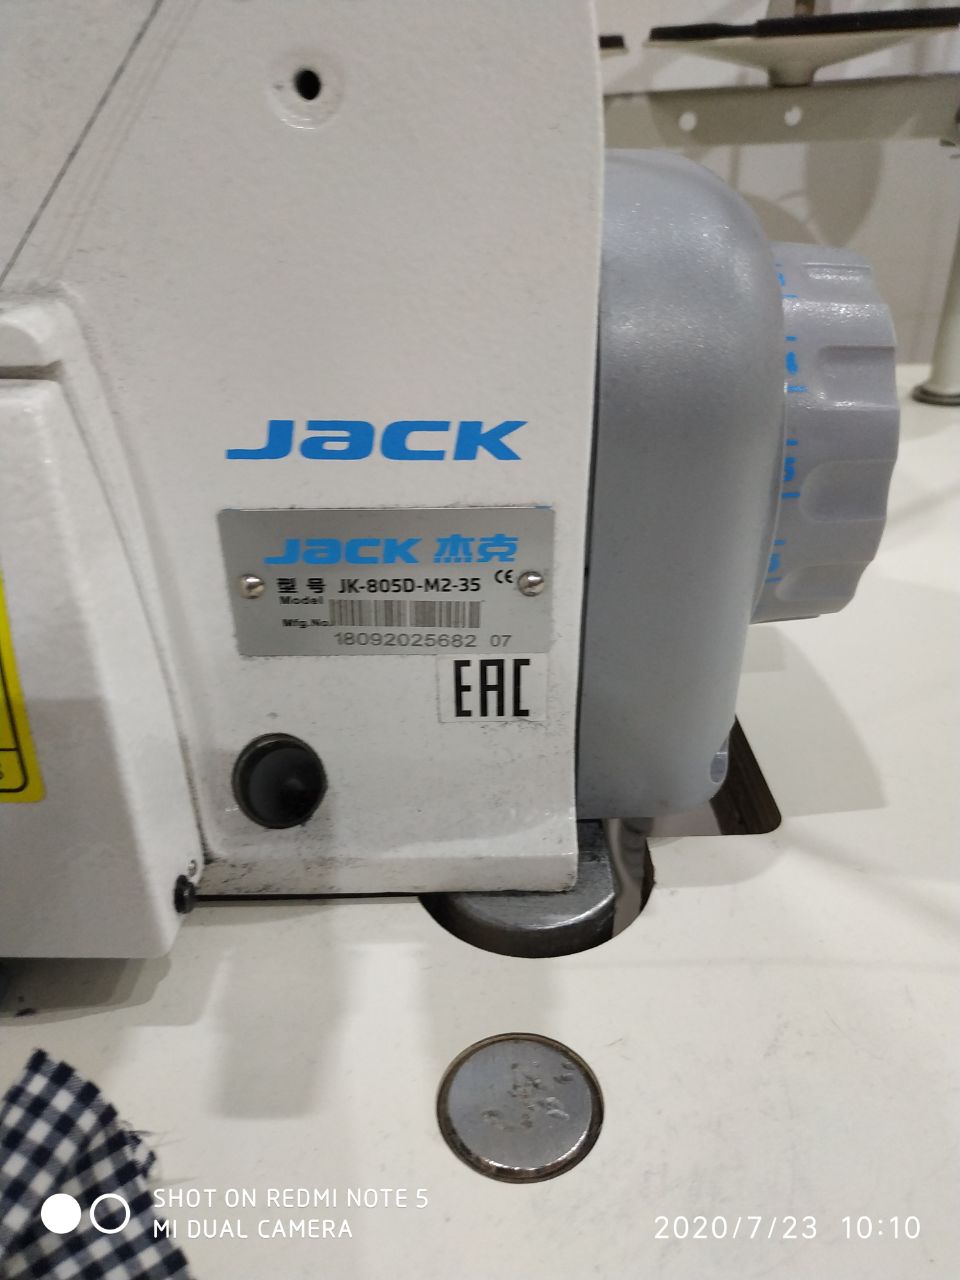 JACK
JACK 杰克
型号 JK-805D-M2-35 CE
Model
Mfg.No.
18092025682 07
EAC
SHOT ON REDMI NOTE 5
MI DUAL CAMERA
2020/7/23 10:10